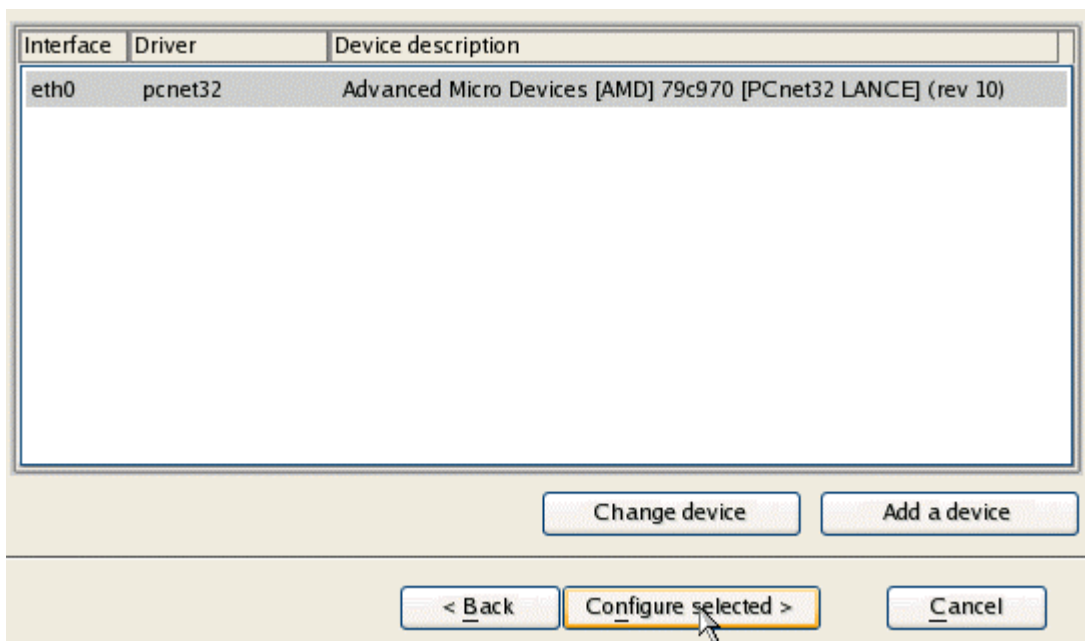 Interface Driver Device description
eth0 pcnet32 Advanced Micro Devices [AMD] 79c970 [PCnet32 LANCE] (rev 10)
Change device Add a device
< Back Configure selected > Cancel